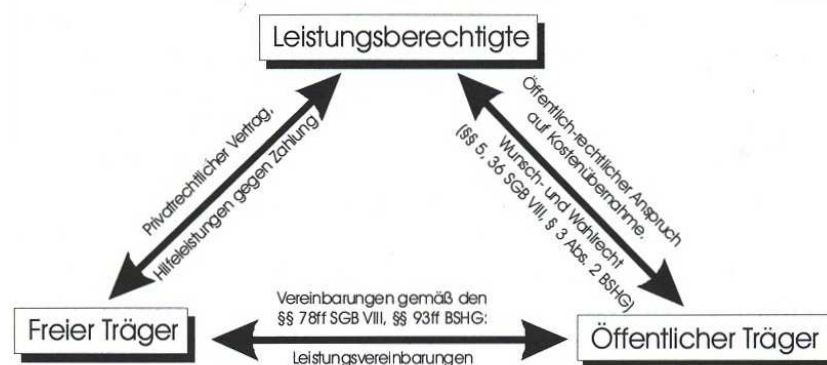 Leistungsberechtigte
Privatrechtlicher Vertrag,
Hilfeleistungen gegen Zahlung
Öffentlich-rechtlicher Anspruch
auf Kostenübernahme.
Wunsch- und Wahlrecht
(§§ 5, 36 SGB VIII, § 3 Abs. 2 BSHG)
Freier Träger
Vereinbarungen gemäß den
§§ 78ff SGB VIII, §§ 93ff BSHG:
Leistungsvereinbarungen
Öffentlicher Träger